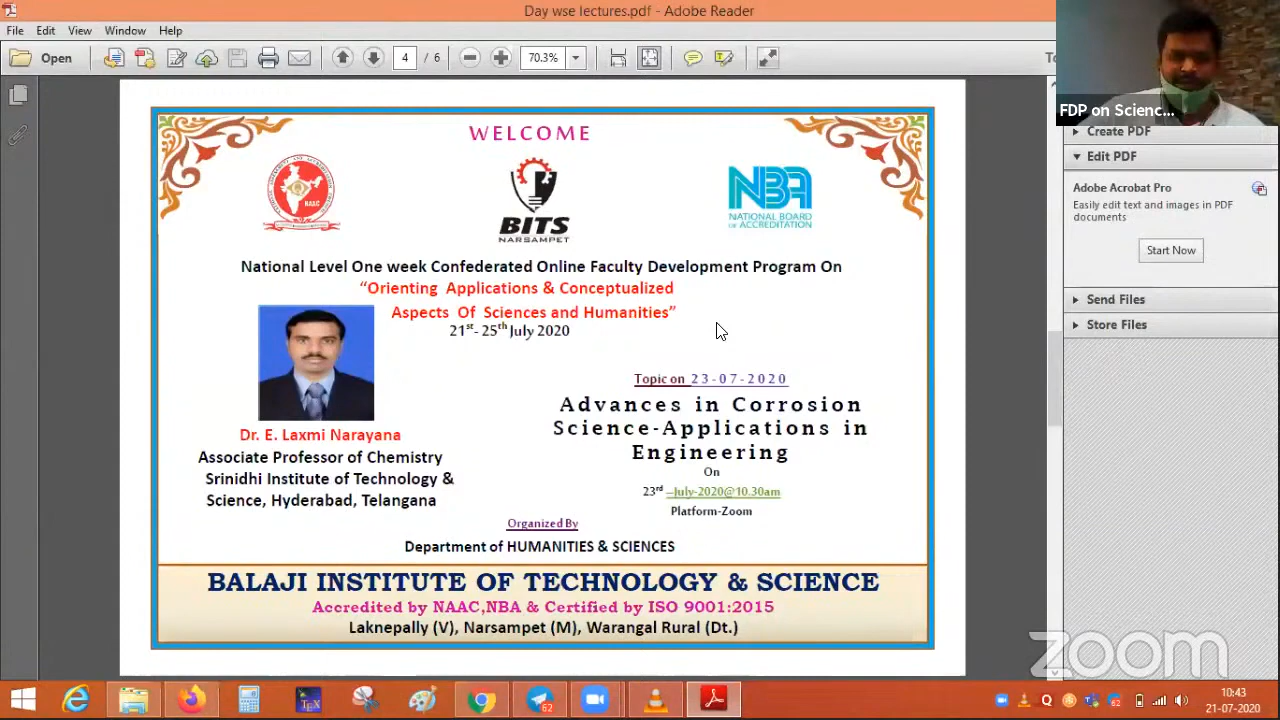 Day wse lectures.pdf - Adobe Reader
File Edit View Window Help
Open
4 / 6
70.3%
FDP on Scienc...
Create PDF
Edit PDF
Adobe Acrobat Pro
Easily edit text and images in PDF
documents
Start Now
Send Files
Store Files
WELCOME
BITS
NARSAMPET
NBA
NATIONAL BOARD
OF ACCREDITATION
National Level One week Confederated Online Faculty Development Program On
“Orienting Applications & Conceptualized
Aspects Of Sciences and Humanities”
21st- 25th July 2020
Dr. E. Laxmi Narayana
Associate Professor of Chemistry
Srinidhi Institute of Technology &
Science, Hyderabad, Telangana
Topic on 23-07-2020
Advances in Corrosion
Science-Applications in
Engineering
On
23rd –July-2020@10.30am
Platform-Zoom
Organized By
Department of HUMANITIES & SCIENCES
BALAJI INSTITUTE OF TECHNOLOGY & SCIENCE
Accredited by NAAC,NBA & Certified by ISO 9001:2015
Laknepally (V), Narsampet (M), Warangal Rural (Dt.)
zoom
62
10:43
21-07-2020